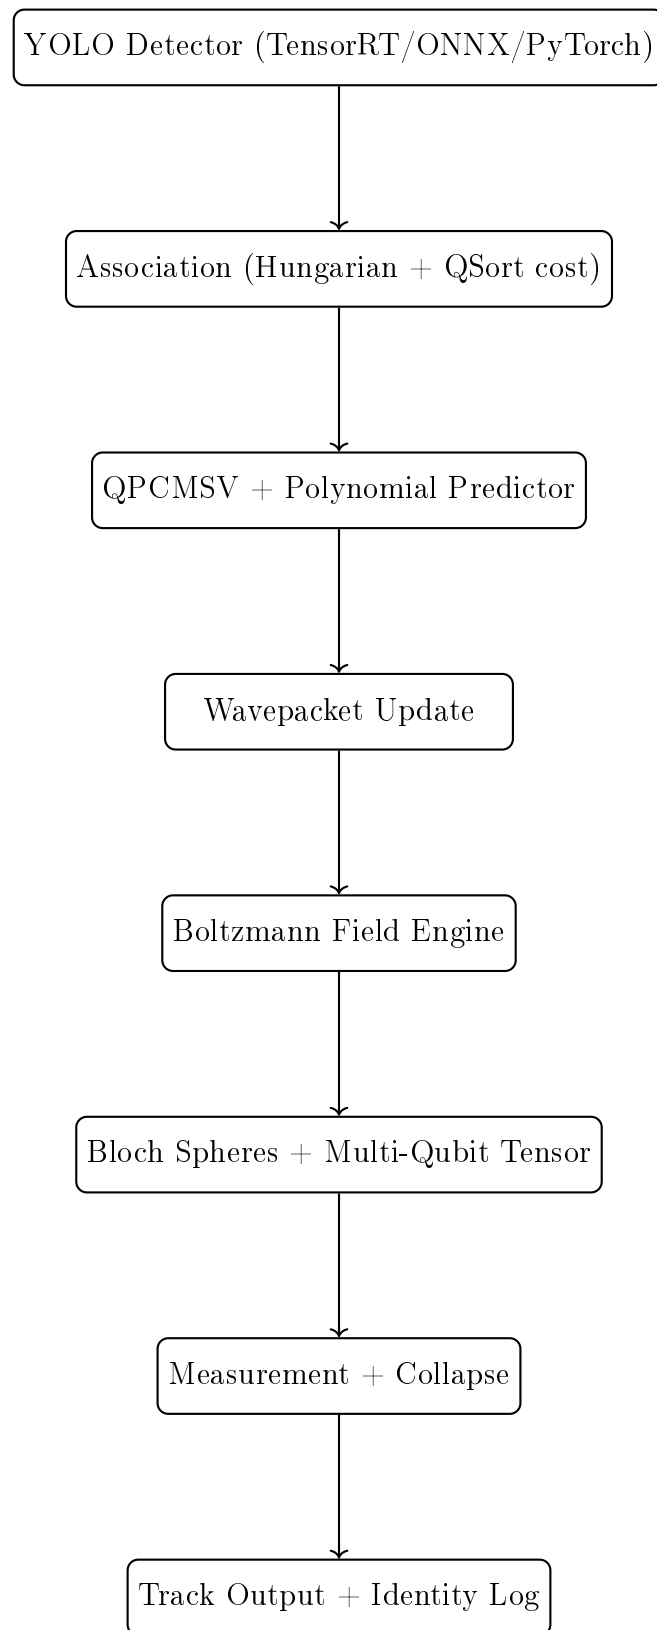 YOLO Detector (TensorRT/ONNX/PyTorch)
Association (Hungarian + QSort cost)
QPCMSV + Polynomial Predictor
Wavepacket Update
Boltzmann Field Engine
Bloch Spheres + Multi-Qubit Tensor
Measurement + Collapse
Track Output + Identity Log